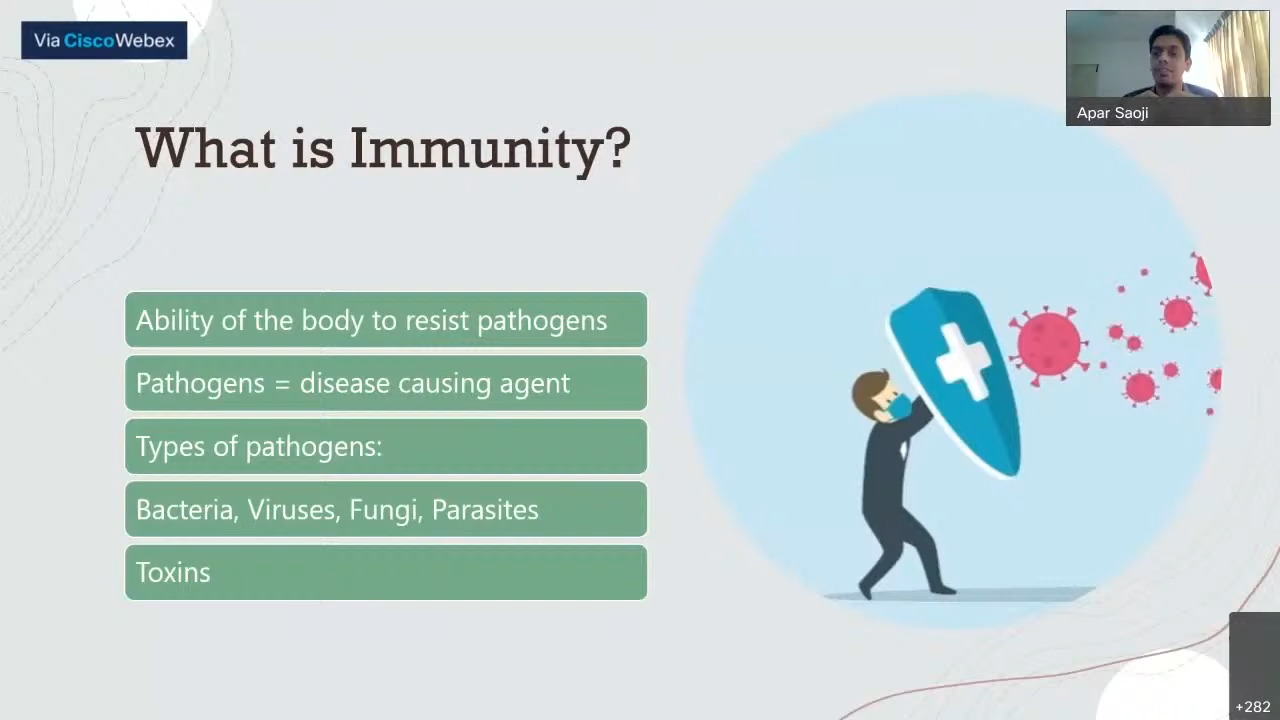 Via CiscoWebex
Apar Saoji
What is Immunity?
Ability of the body to resist pathogens
Pathogens = disease causing agent
Types of pathogens:
Bacteria, Viruses, Fungi, Parasites
Toxins
+282